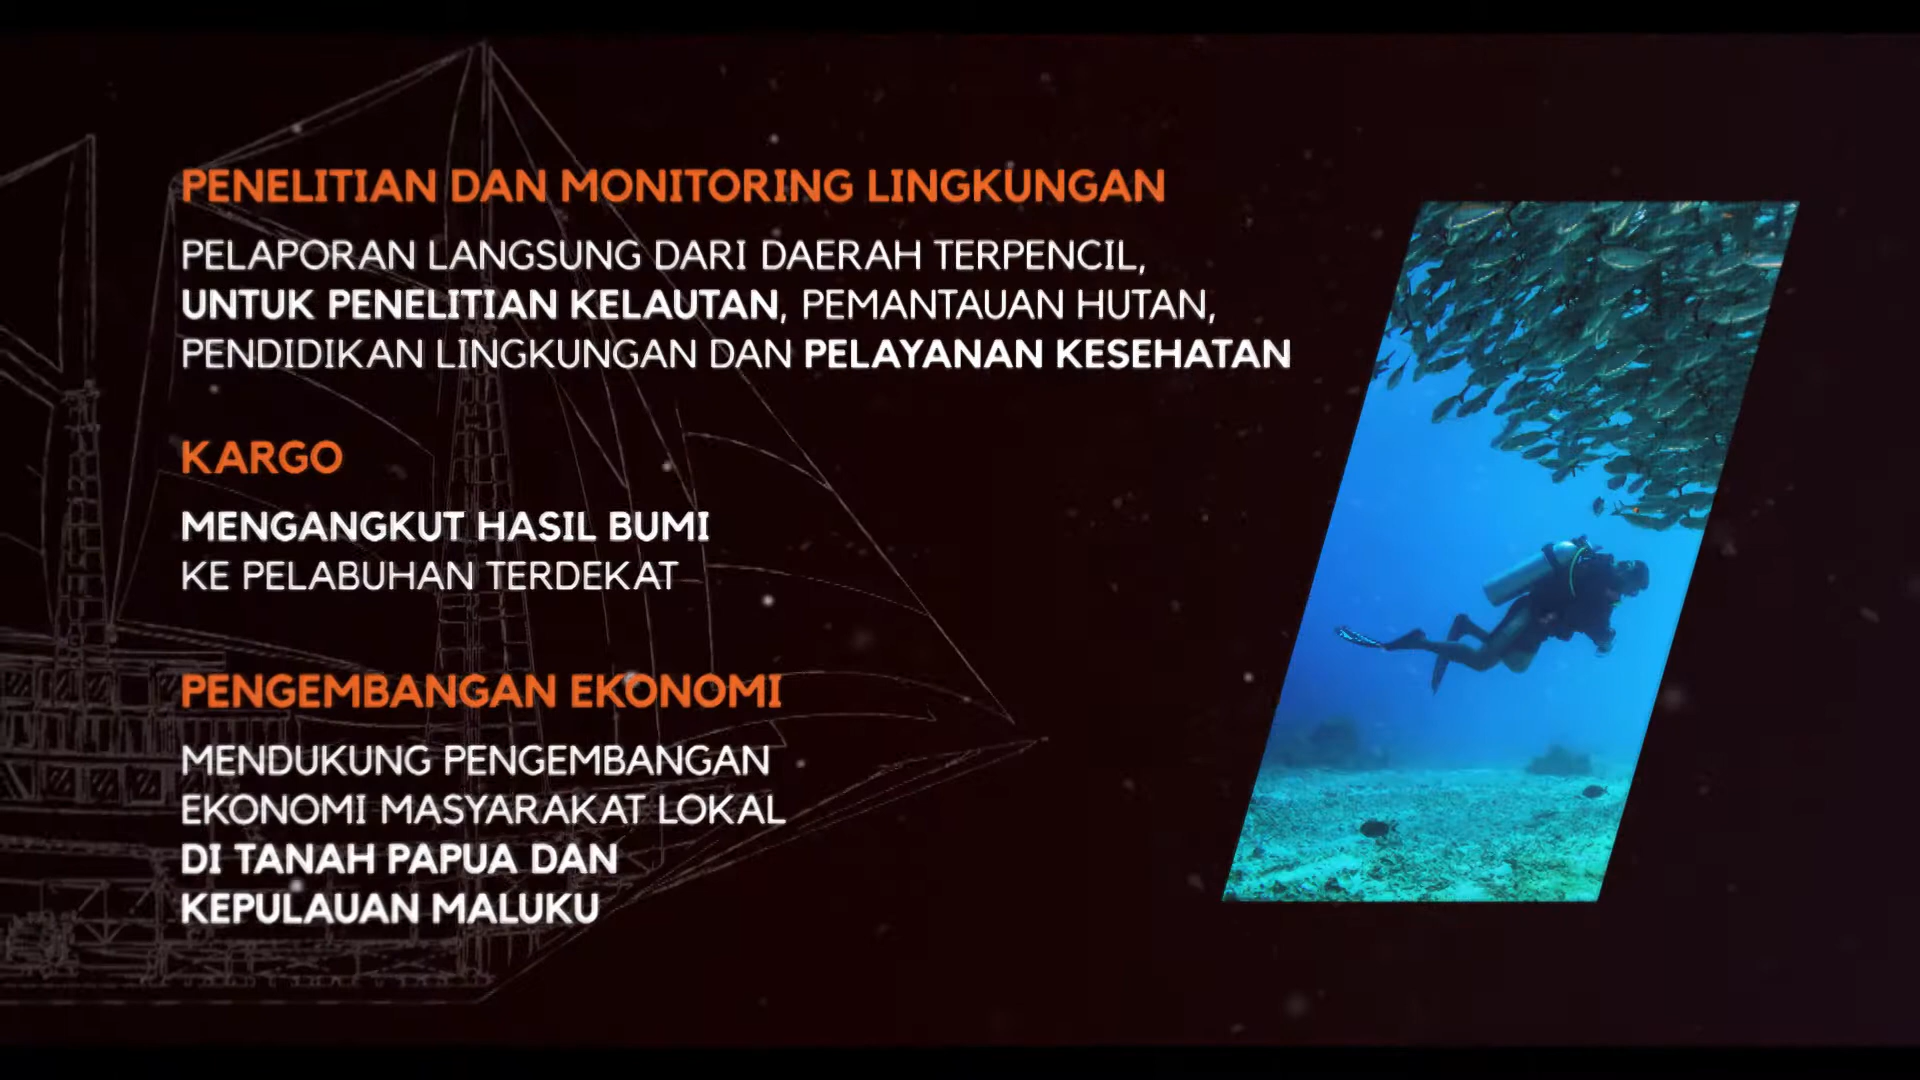 PENELITIAN DAN MONITORING LINGKUNGAN
PELAPORAN LANGSUNG DARI DAERAH TERPENCIL,
UNTUK PENELITIAN KELAUTAN, PEMANTAUAN HUTAN,
PENDIDIKAN LINGKUNGAN DAN PELAYANAN KESEHATAN
KARGO
MENGANGKUT HASIL BUMI
KE PELABUHAN TERDEKAT
PENGEMBANGAN EKONOMI
MENDUKUNG PENGEMBANGAN
EKONOMI MASYARAKAT LOKAL
DI TANAH PAPUA DAN
KEPULAUAN MALUKU